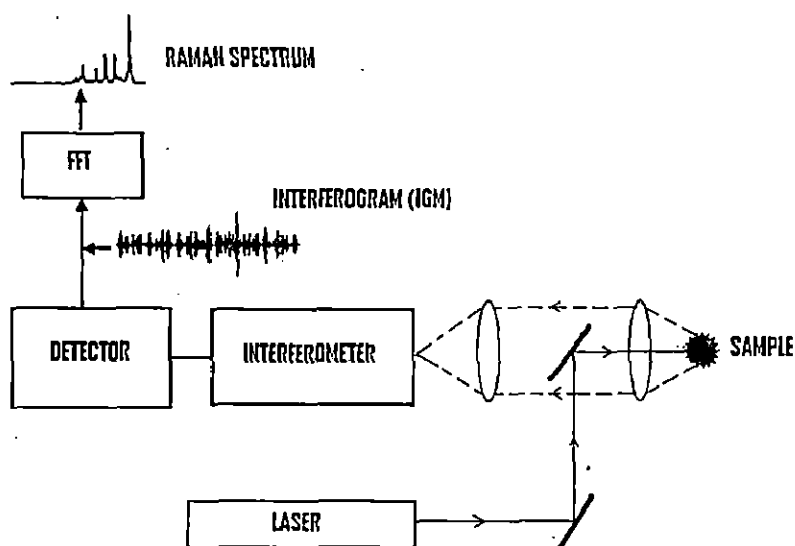 RAMAN SPECTRUM
FFT
INTERFEROGRAM (IGM)
DETECTOR
INTERFEROMETER
SAMPLE
LASER